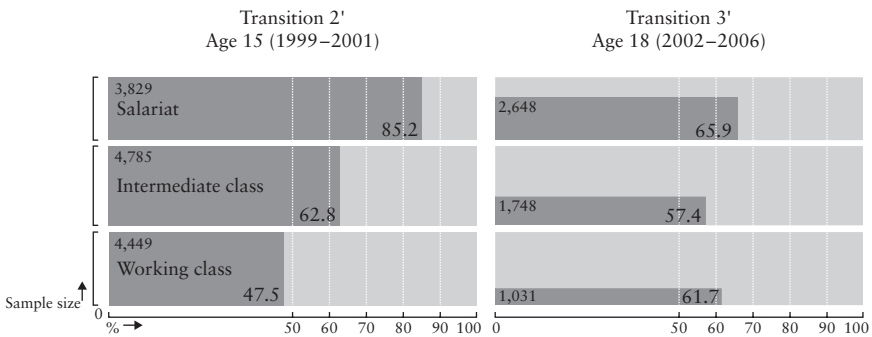 Transition 2'
Age 15 (1999–2001)
Transition 3'
Age 18 (2002–2006)
3,829
Salariat
85.2
2,648
65.9
4,785
Intermediate class
62.8
1,748
57.4
4,449
Working class
47.5
1,031
61.7
Sample size
0
% 50 60 70 80 90 100
0 50 60 70 80 90 100